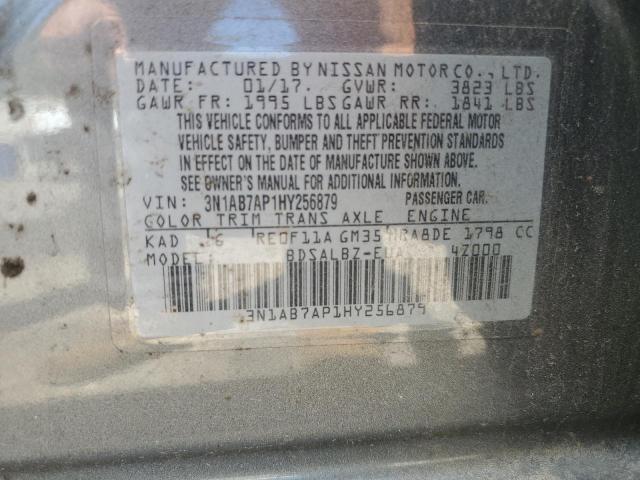 MANUFACTURED BY NISSAN MOTOR CO., LTD.
DATE: 01/17. GVWR: 3823 LBS
GAWR FR: 1995 LBS GAWR RR: 1841 LBS
THIS VEHICLE CONFORMS TO ALL APPLICABLE FEDERAL MOTOR
VEHICLE SAFETY, BUMPER AND THEFT PREVENTION STANDARDS
IN EFFECT ON THE DATE OF MANUFACTURE SHOWN ABOVE.
SEE OWNER'S MANUAL FOR ADDITIONAL INFORMATION.
VIN: 3N1AB7AP1HY256879 PASSENGER CAR.
COLOR TRIM TRANS AXLE ENGINE
KAD RE0F11A GM35 MRA8DE 1798 CC
MODEL: 4Z000
3N1AB7AP1HY256879